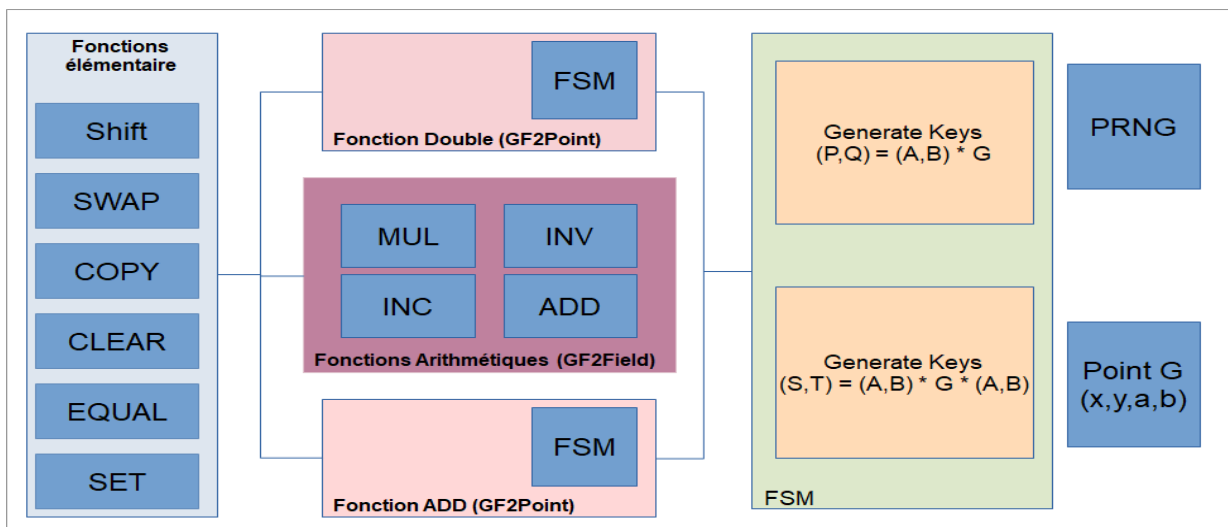 Fonctions
élémentaire
Shift
SWAP
COPY
CLEAR
EQUAL
SET
FSM
Fonction Double (GF2Point)
MUL
INV
INC
ADD
Fonctions Arithmétiques (GF2Field)
FSM
Fonction ADD (GF2Point)
Generate Keys
(P,Q) = (A,B) * G
Generate Keys
(S,T) = (A,B) * G * (A,B)
FSM
PRNG
Point G
(x,y,a,b)